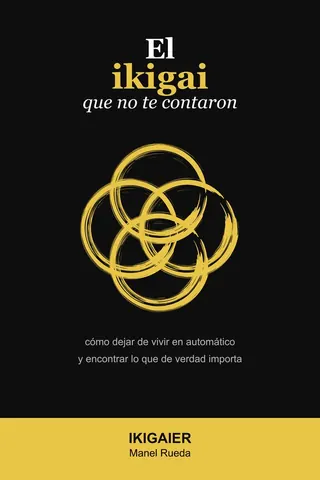 El
ikigai
que no te contaron
cómo dejar de vivir en automático
y encontrar lo que de verdad importa
IKIGAIER
Manel Rueda